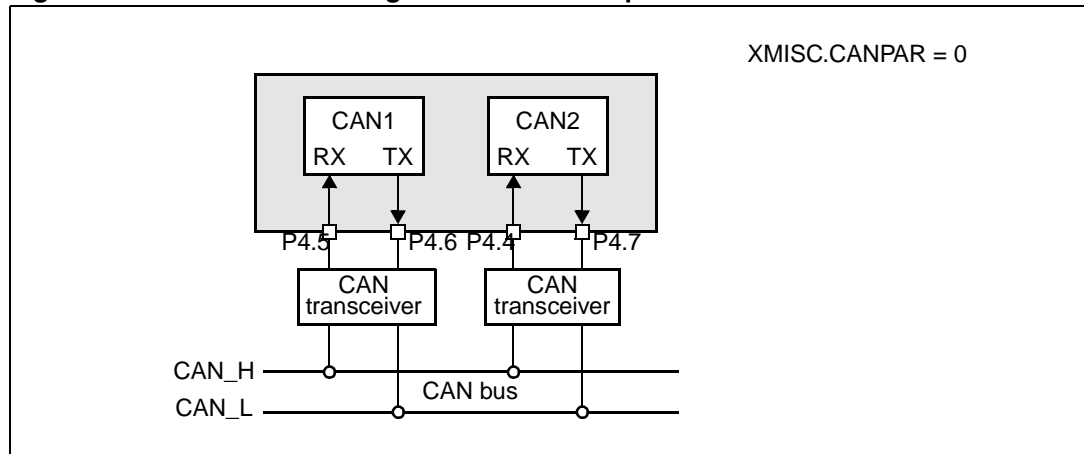 XMISC.CANPAR = 0
CAN1 CAN2
RX TX RX TX
P4.5 P4.6 P4.4 P4.7
CAN CAN
transceiver transceiver
CAN_H
CAN bus
CAN_L